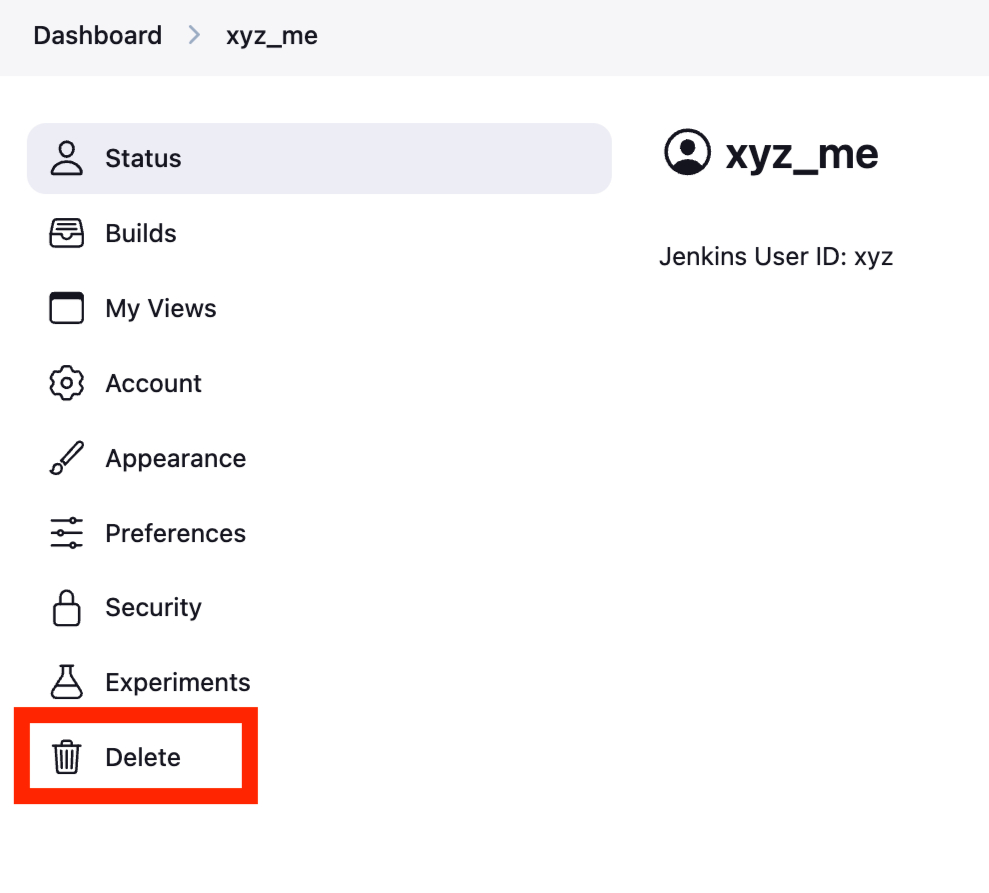 Dashboard > xyz_me
Status
Builds
My Views
Account
Appearance
Preferences
Security
Experiments
Delete
xyz_me
Jenkins User ID: xyz